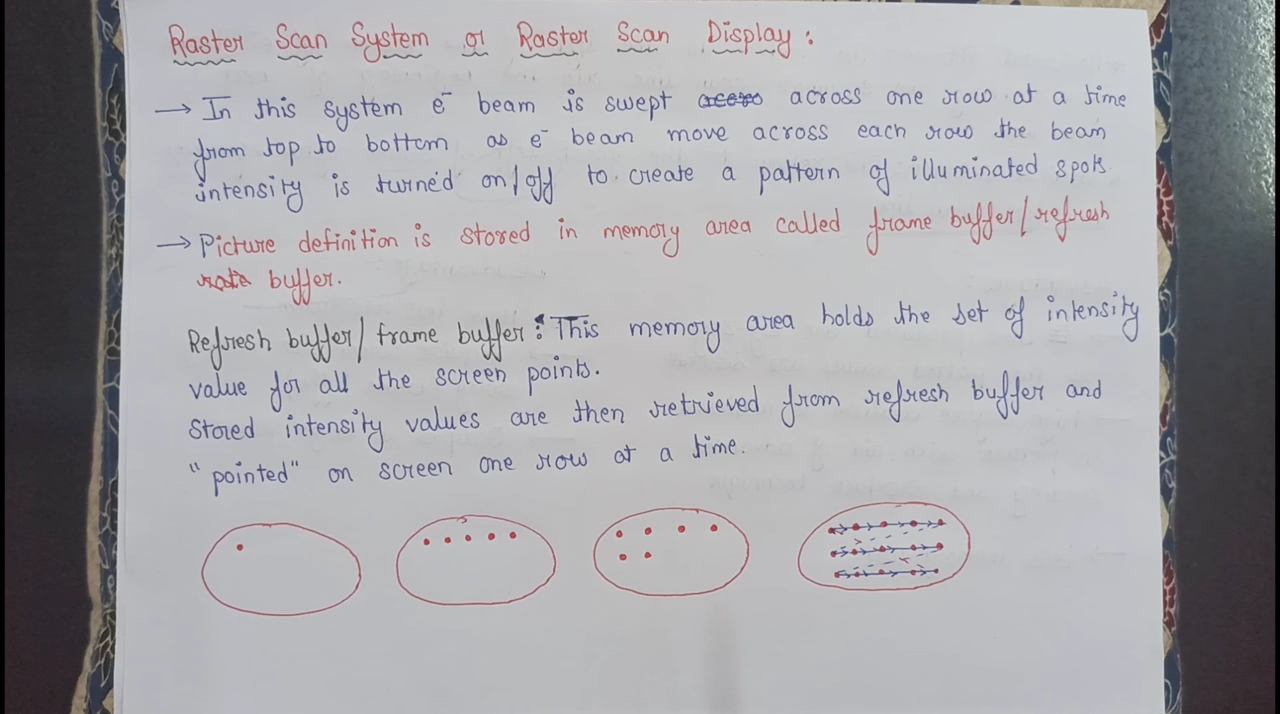 Raster Scan System or Raster Scan Display :
→ In this system e⁻ beam is swept across one row at a time
from top to bottom as e⁻ beam move across each row the beam
intensity is turned on/off to create a pattern of illuminated spots.
→ Picture definition is stored in memory area called frame buffer/refresh
rate buffer.
Refresh buffer/frame buffer : This memory area holds the set of intensity
value for all the screen points.
Stored intensity values are then retrieved from refresh buffer and
"pointed" on screen one row at a time.